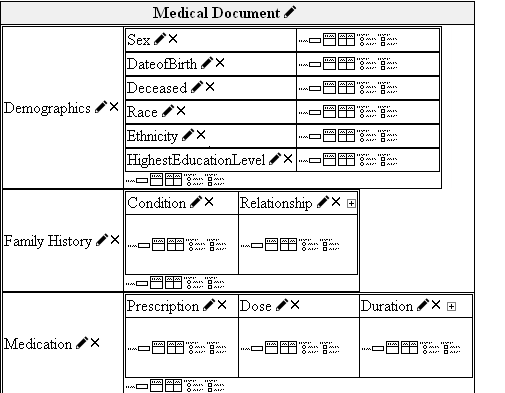 Medical Document
Demographics
Sex
DateofBirth
Deceased
Race
Ethnicity
HighestEducationLevel
Family History
Condition
Relationship
Medication
Prescription
Dose
Duration